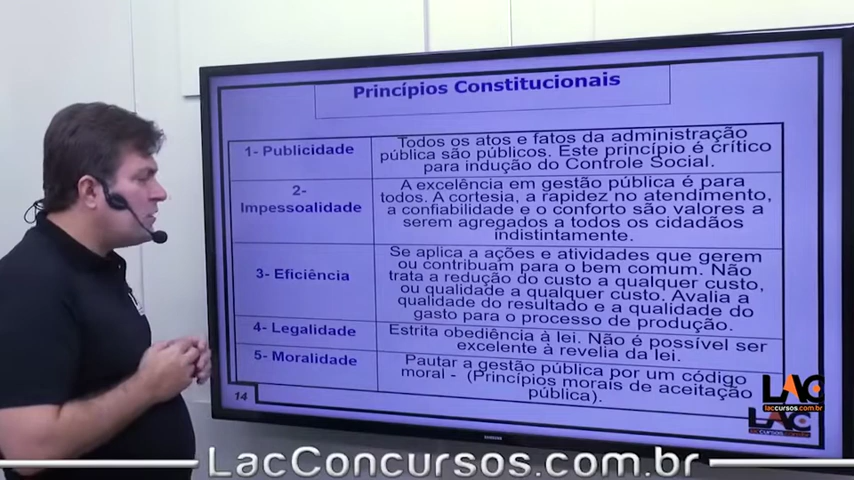 Princípios Constitucionais
1- Publicidade
Todos os atos e fatos da administração
pública são públicos. Este princípio é crítico
para indução do Controle Social.
2-
Impessoalidade
A excelência em gestão pública é para
todos. A cortesia, a rapidez no atendimento,
a confiabilidade e o conforto são valores a
serem agregados a todos os cidadãos
indistintamente.
3- Eficiência
Se aplica a ações e atividades que gerem
ou contribuam para o bem comum. Não
trata a redução do custo a qualquer custo,
ou qualidade a qualquer custo. Avalia a
qualidade do resultado e a qualidade do
gasto para o processo de produção.
4- Legalidade
Estrita obediência à lei. Não é possível ser
excelente à revelia da lei.
5- Moralidade
Pautar a gestão pública por um código
moral - (Princípios morais de aceitação
pública).
14
LAC
laccursos.com.br
LAC
laccursos.com.br
SAMSUNG
LacConcursos.com.br